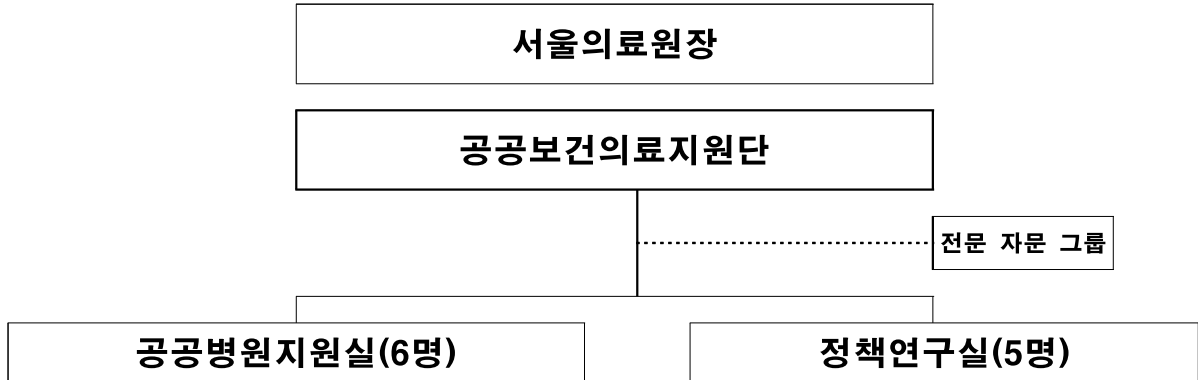 서울의료원장
공공보건의료지원단
전문 자문 그룹
공공병원지원실(6명)
정책연구실(5명)